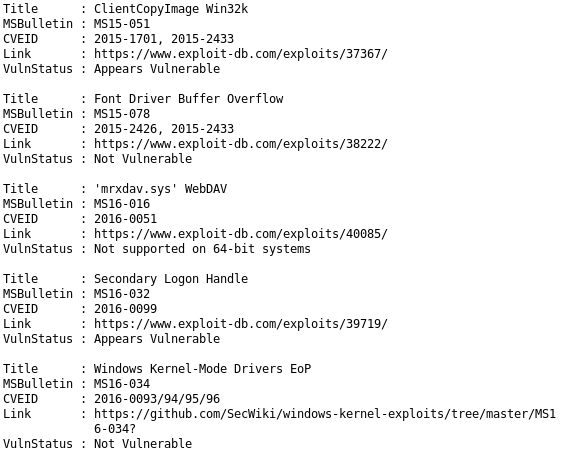 Title      : ClientCopyImage Win32k
MSBulletin : MS15-051
CVEID      : 2015-1701, 2015-2433
Link       : https://www.exploit-db.com/exploits/37367/
VulnStatus : Appears Vulnerable

Title      : Font Driver Buffer Overflow
MSBulletin : MS15-078
CVEID      : 2015-2426, 2015-2433
Link       : https://www.exploit-db.com/exploits/38222/
VulnStatus : Not Vulnerable

Title      : 'mrxdav.sys' WebDAV
MSBulletin : MS16-016
CVEID      : 2016-0051
Link       : https://www.exploit-db.com/exploits/40085/
VulnStatus : Not supported on 64-bit systems

Title      : Secondary Logon Handle
MSBulletin : MS16-032
CVEID      : 2016-0099
Link       : https://www.exploit-db.com/exploits/39719/
VulnStatus : Appears Vulnerable

Title      : Windows Kernel-Mode Drivers EoP
MSBulletin : MS16-034
CVEID      : 2016-0093/94/95/96
Link       : https://github.com/SecWiki/windows-kernel-exploits/tree/master/MS1
             6-034?
VulnStatus : Not Vulnerable